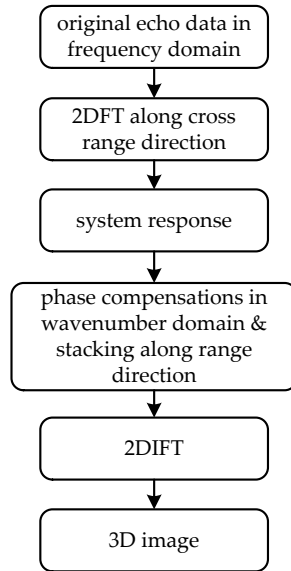 original echo data in
frequency domain
2DFT along cross
range direction
system response
phase compensations in
wavenumber domain &
stacking along range
direction
2DIFT
3D image